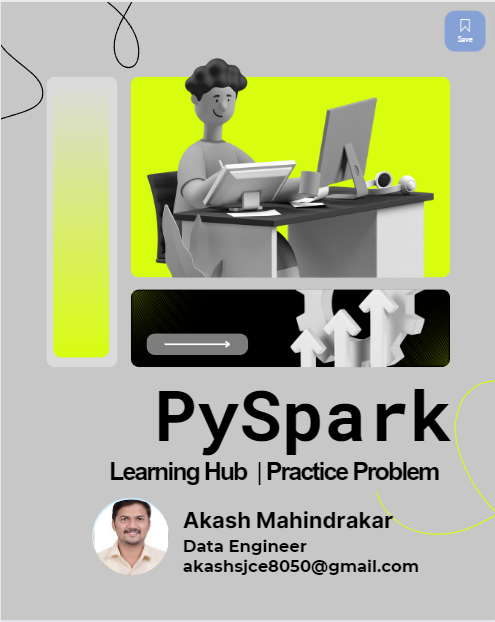 Save
PySpark
Learning Hub | Practice Problem
Akash Mahindrakar
Data Engineer
akashsjce8050@gmail.com